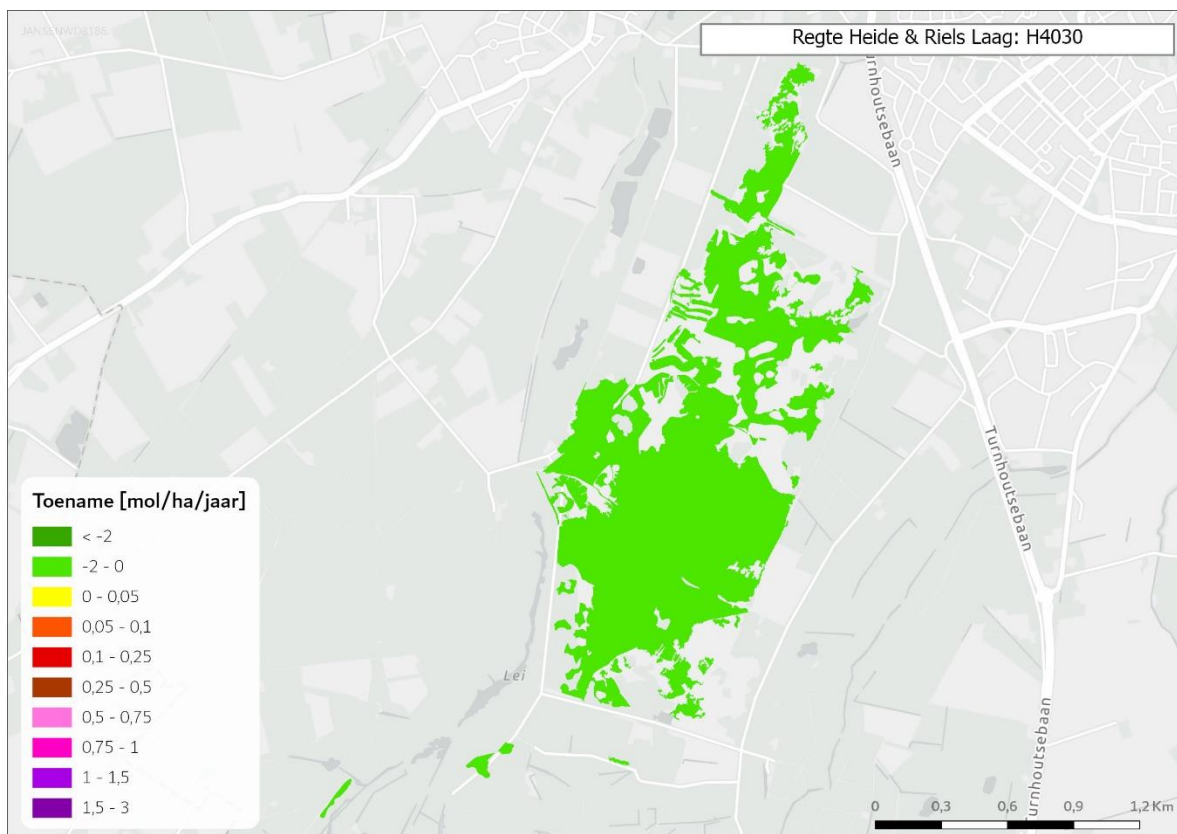 JANSENWD8186
Regte Heide & Riels Laag: H4030
Turnhoutsebaan
Turnhoutsebaan
Lei
Toename [mol/ha/jaar]
< -2
-2 - 0
0 - 0,05
0,05 - 0,1
0,1 - 0,25
0,25 - 0,5
0,5 - 0,75
0,75 - 1
1 - 1,5
1,5 - 3
urnhoutsebaan
0 0,3 0,6 0,9 1,2 Km